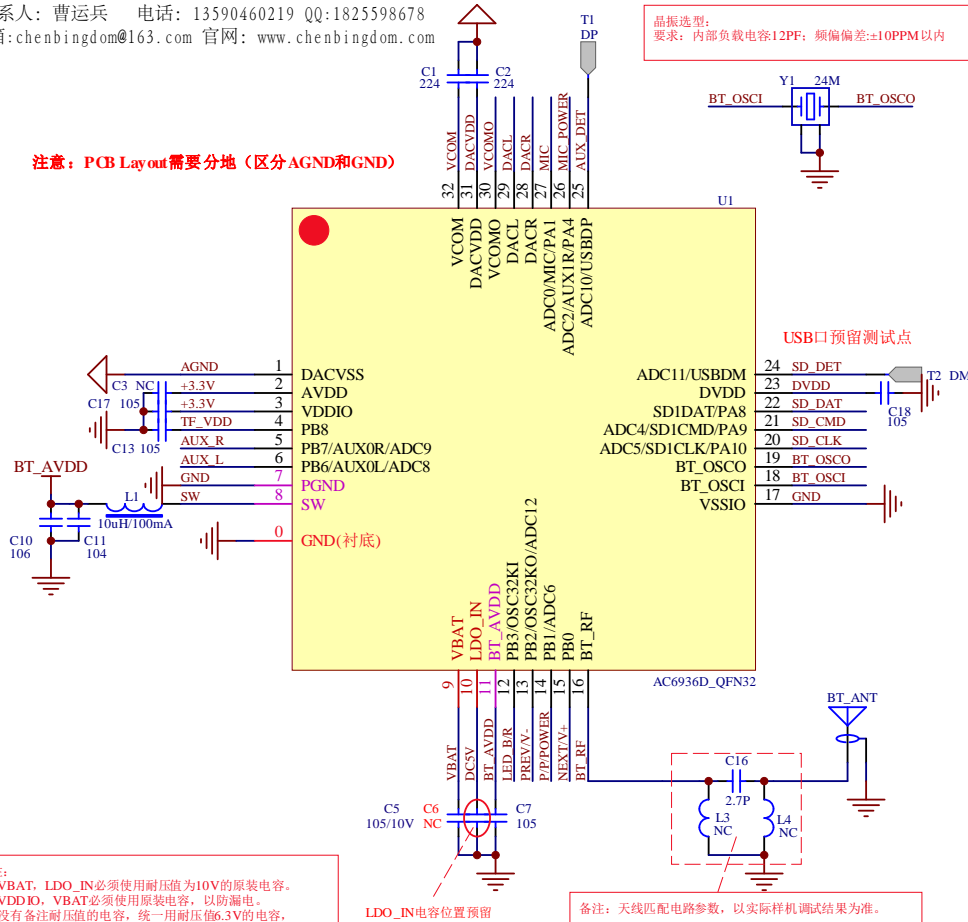 系人: 曹运兵 电话: 13590460219 QQ:1825598678
箱:chenbingdom@163.com 官网: www.chenbingdom.com
晶振选型:
要求: 内部负载电容:12PF; 频偏偏差:±10PPM以内
T1
DP
C1
224
C2
224
Y1 24M
BT_OSCI
BT_OSCO
注意: PCB Layout需要分地(区分AGND和GND)
VCOM
DACVDD
VCOMO
DACL
DACR
MIC
MIC_POWER
AUX_DET
32
31
30
29
28
27
26
25
U1
VCOM
DACVDD
VCOMO
DACL
DACR
ADC0/MIC/PA1
ADC2/AUX1R/PA4
ADC10/USBDP
USB口预留测试点
AGND 1 DACVSS
C3 NC +3.3V 2 AVDD
C17 105 +3.3V 3 VDDIO
TF_VDD 4 PB8
C13 105
AUX_R 5 PB7/AUX0R/ADC9
AUX_L 6 PB6/AUX0L/ADC8
GND 7 PGND
SW 8 SW
0 GND(衬底)
BT_AVDD
L1
10uH/100mA
C10
106
C11
104
ADC11/USBDM 24 SD_DET
T2 DM
DVDD 23 DVDD
C18
105
SD1DAT/PA8 22 SD_DAT
ADC4/SD1CMD/PA9 21 SD_CMD
ADC5/SD1CLK/PA10 20 SD_CLK
BT_OSCO 19 BT_OSCO
BT_OSCI 18 BT_OSCI
VSSIO 17 GND
VBAT
LDO_IN
BT_AVDD
PB3/OSC32KI
PB2/OSC32KO/ADC12
PB1/ADC6
PB0
BT_RF
9
10
11
12
13
14
15
16
AC6936D_QFN32
VBAT
DC5V
BT_AVDD
LED_B/R
PREV/V-
P/P/POWER
NEXT/V+
BT_RF
BT_ANT
C5
105/10V
C6
NC
C7
105
C16
2.7P
L3
NC
L4
NC
VBAT, LDO_IN必须使用耐压值为10V的原装电容。
VDDIO, VBAT必须使用原装电容, 以防漏电。
没有备注耐压值的电容, 统一用耐压值6.3V的电容,
LDO_IN电容位置预留
备注: 天线匹配电路参数, 以实际样机调试结果为准。